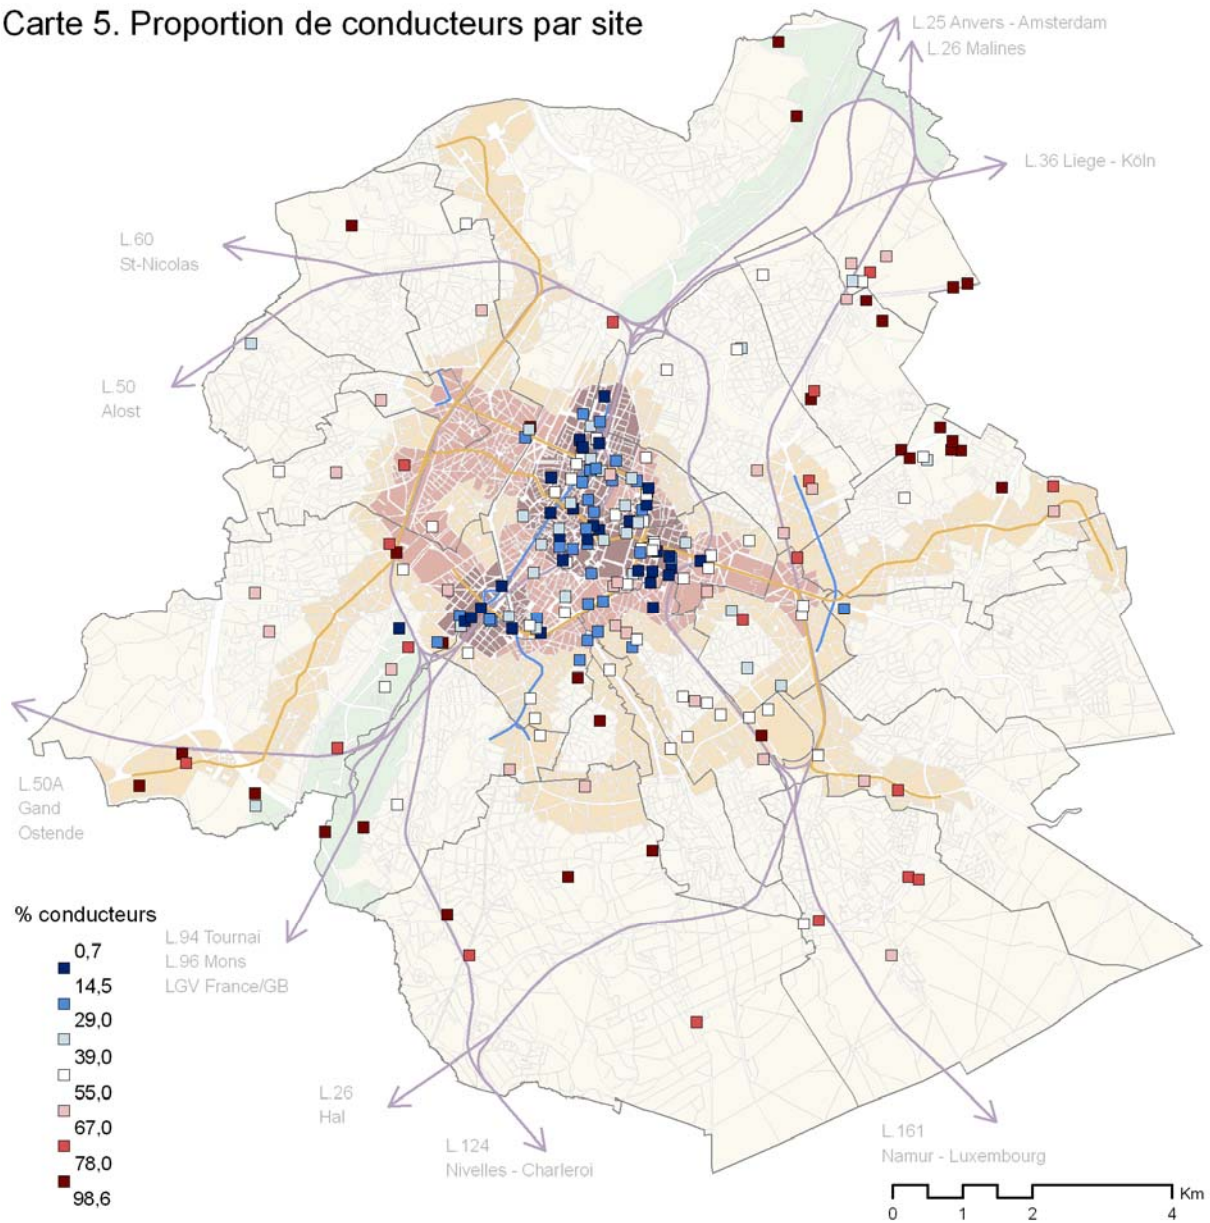 Carte 5. Proportion de conducteurs par site
L.25 Anvers - Amsterdam
L.26 Malines
L.36 Liege - Köln
L.60
St-Nicolas
L.50
Alost
L.50A
Gand
Ostende
% conducteurs
0,7
14,5
29,0
39,0
55,0
67,0
78,0
98,6
L.94 Tournai
L.96 Mons
LGV France/GB
L.26
Hal
L.124
Nivelles - Charleroi
L.161
Namur - Luxembourg
Km
0 1 2 4